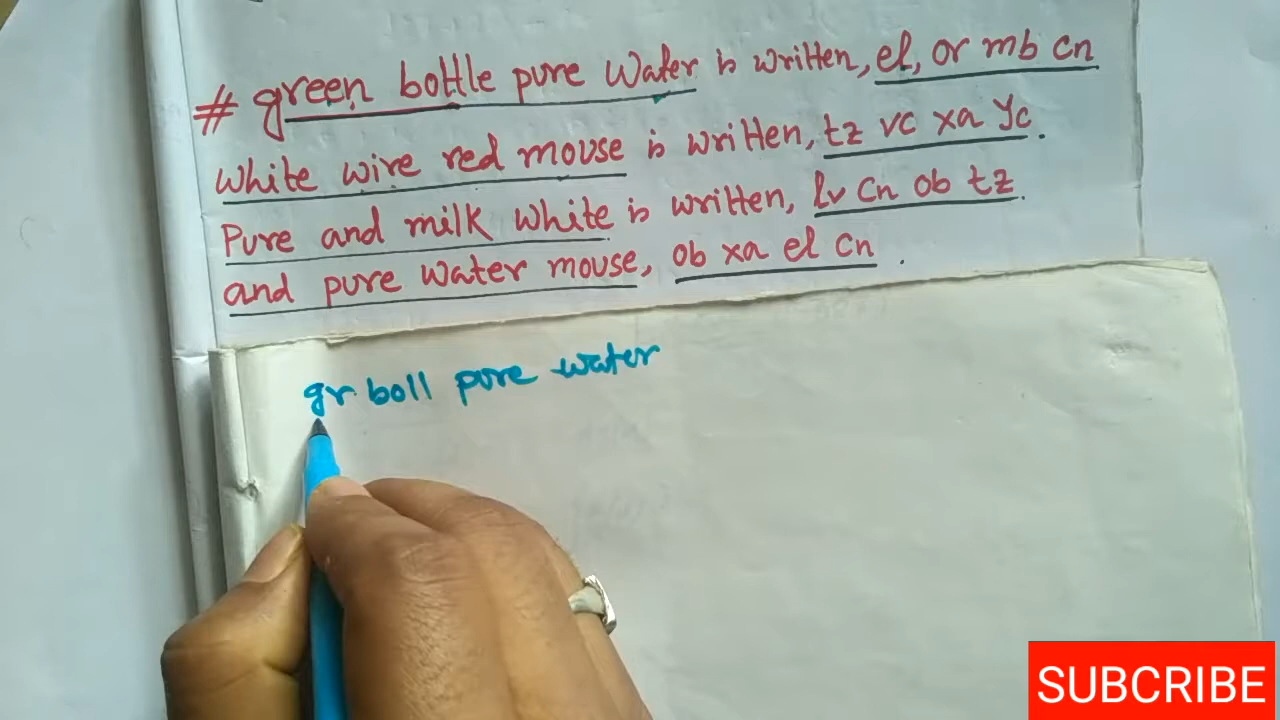 # green bottle pure Water is written, el, or mb cn
White wire red mouse is written, tz vc xa yc.
Pure and milk white is written, lv cn ob tz.
and pure water mouse, ob xa el cn.
gr. boll pure water
SUBCRIBE